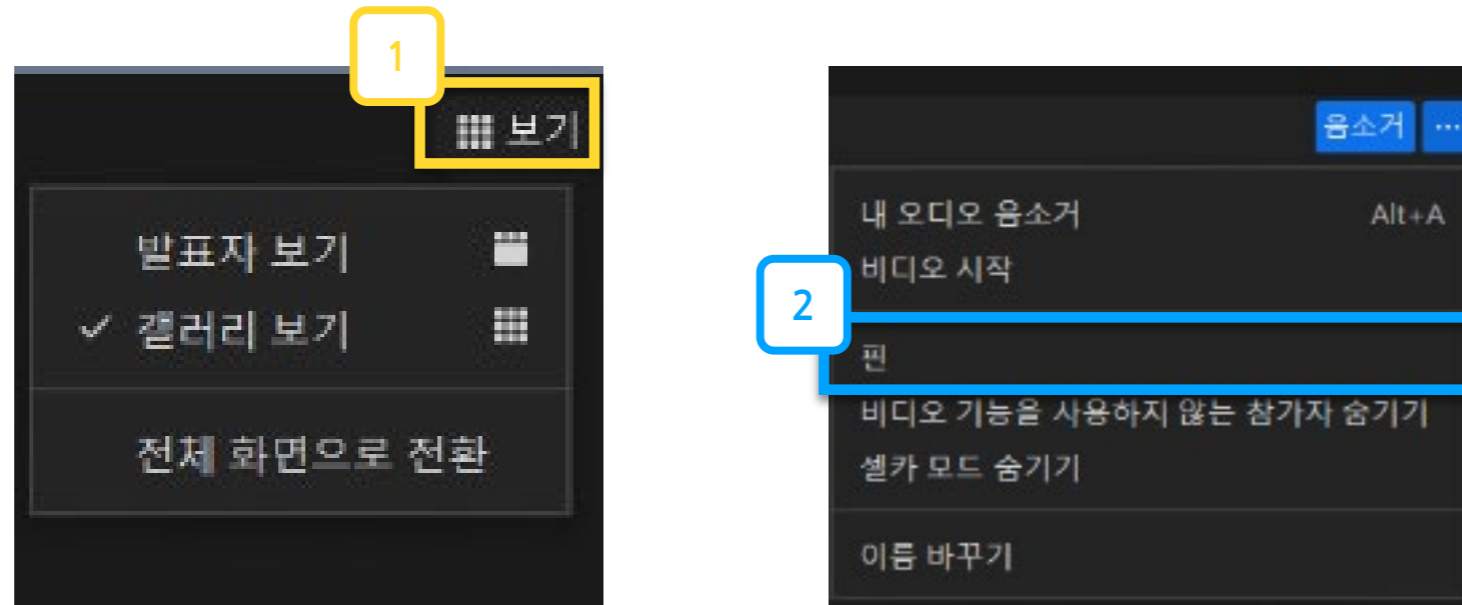 1
보기
발표자 보기
갤러리 보기
전체 화면으로 전환
음소거 ...
내 오디오 음소거 Alt+A
비디오 시작
2
핀
비디오 기능을 사용하지 않는 참가자 숨기기
셀카 모드 숨기기
이름 바꾸기